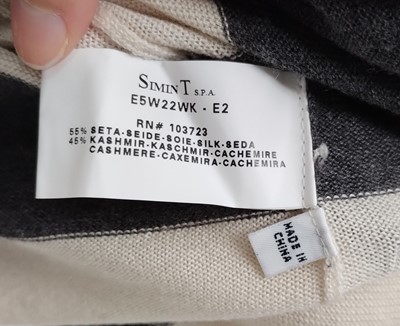 SIMINT S.P.A.
E5W22WK - E2
RN# 103723
55% SETA-SEIDE-SOIE-SILK-SEDA
45% KASHMIR-KASCHMIR-CACHEMIRE
CASHMERE-CAXEMIRA-CACHEMIRA
MADE IN
CHINA